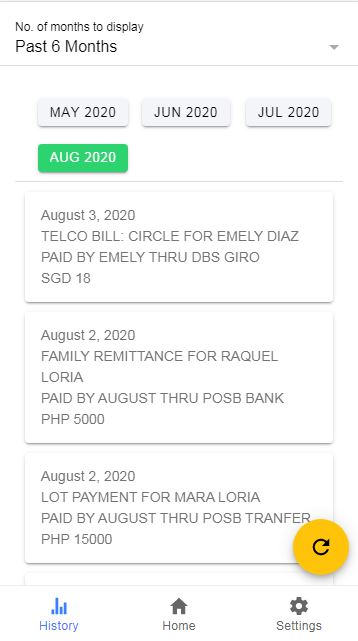 No. of months to display
Past 6 Months
MAY 2020
JUN 2020
JUL 2020
AUG 2020
August 3, 2020
TELCO BILL: CIRCLE FOR EMELY DIAZ
PAID BY EMELY THRU DBS GIRO
SGD 18
August 2, 2020
FAMILY REMITTANCE FOR RAQUEL
LORIA
PAID BY AUGUST THRU POSB BANK
PHP 5000
August 2, 2020
LOT PAYMENT FOR MARA LORIA
PAID BY AUGUST THRU POSB TRANFER
PHP 15000
History
Home
Settings